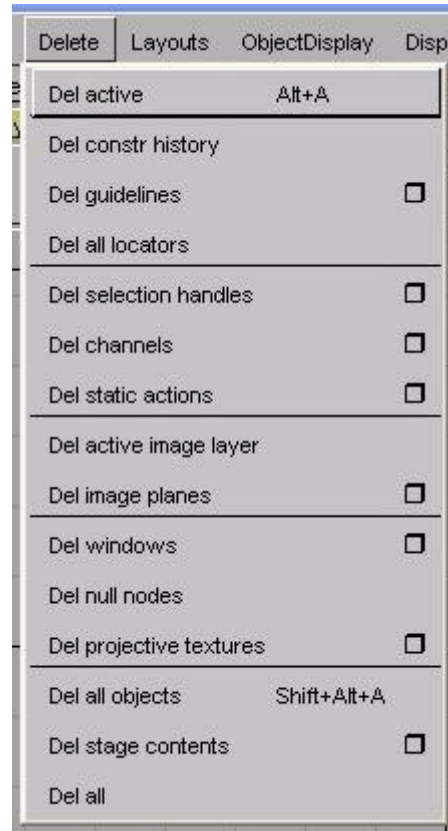 Delete Layouts ObjectDisplay Disp
Del active Alt+A
Del constr history
Del guidelines
Del all locators
Del selection handles
Del channels
Del static actions
Del active image layer
Del image planes
Del windows
Del null nodes
Del projective textures
Del all objects Shift+Alt+A
Del stage contents
Del all